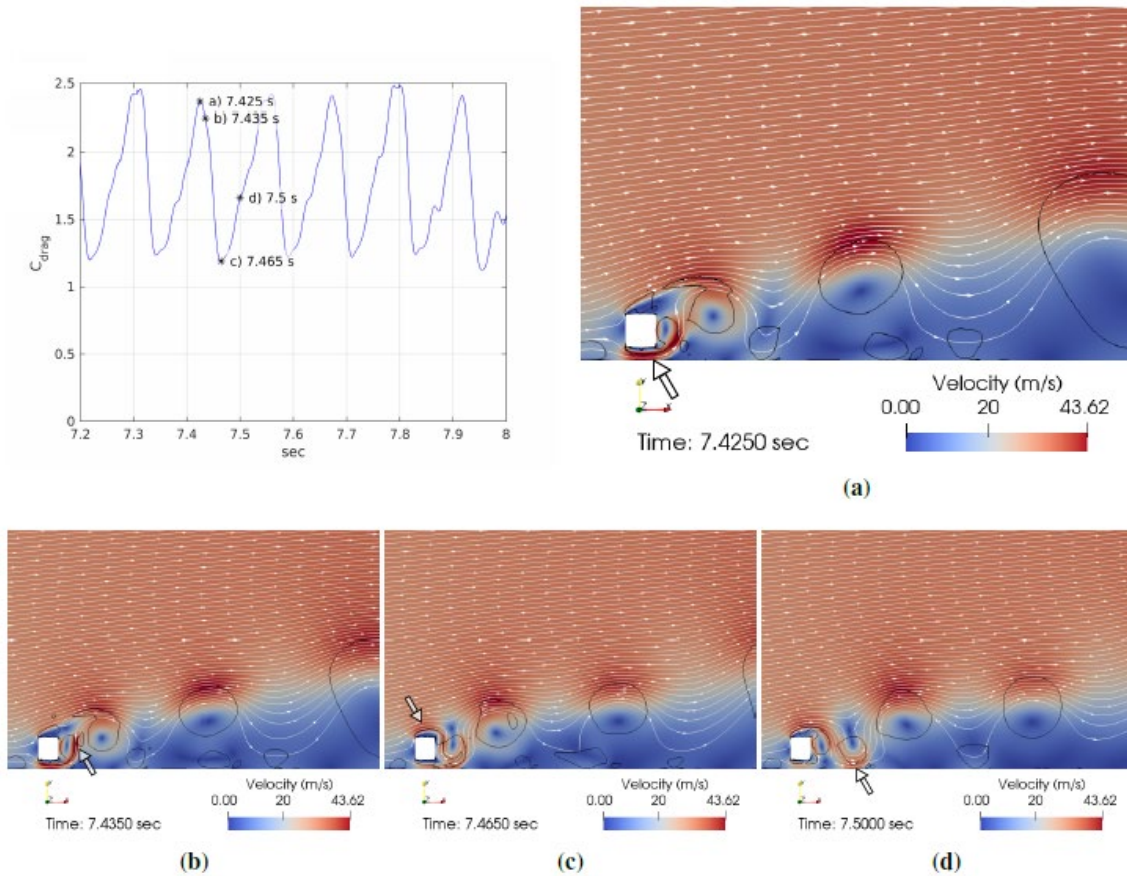 2.5
2
1.5
1
0.5
0
C_drag
a) 7.425 s
b) 7.435 s
d) 7.5 s
c) 7.465 s
7.2 7.3 7.4 7.5 7.6 7.7 7.8 7.9 8
sec
Y
Z X
Velocity (m/s)
0.00 20 43.62
Time: 7.4250 sec
(a)
Velocity (m/s)
0.00 20 43.62
Time: 7.4350 sec
(b)
Velocity (m/s)
0.00 20 43.62
Time: 7.4650 sec
(c)
Velocity (m/s)
0.00 20 43.62
Time: 7.5000 sec
(d)